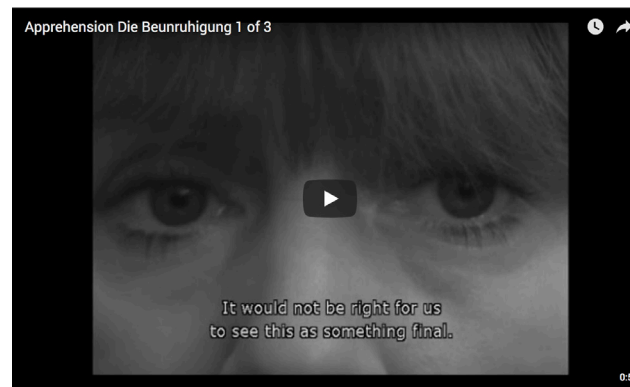 Apprehension Die Beunruhigung 1 of 3
It would not be right for us
to see this as something final.